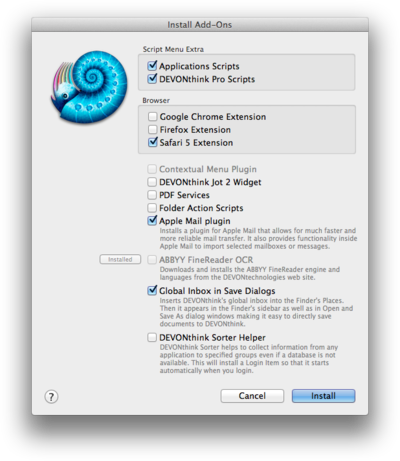 Install Add-Ons
Script Menu Extra
Applications Scripts
DEVONthink Pro Scripts
Browser
Google Chrome Extension
Firefox Extension
Safari 5 Extension
Contextual Menu Plugin
DEVONthink Jot 2 Widget
PDF Services
Folder Action Scripts
Apple Mail plugin
Installs a plugin for Apple Mail that allows for much faster and
more reliable mail transfer. It also provides functionality inside
Apple Mail to import selected mailboxes or messages.
Installed
ABBYY FineReader OCR
Downloads and installs the ABBYY FineReader engine and
languages from the DEVONtechnologies web site.
Global Inbox in Save Dialogs
Inserts DEVONthink's global inbox into the Finder's Places.
Then it appears in the Finder's sidebar as well as in Open and
Save As dialog windows making it easy to directly save
documents to DEVONthink.
DEVONthink Sorter Helper
DEVONthink Sorter helps to collect information from any
application to specified groups even if a database is not
available. This will install a Login Item so that it starts
automatically when you login.
?
Cancel
Install